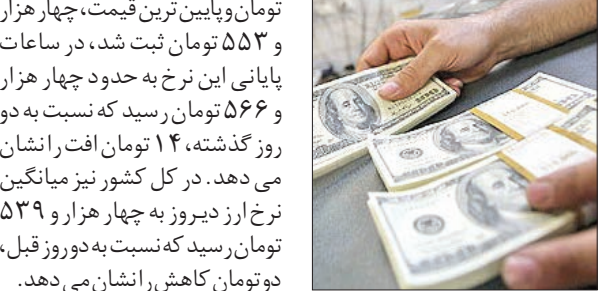 تومان و پایین ترین قیمت، چهار هزار
و ۵۵۳ تومان ثبت شد، در ساعات
پایانی این نرخ به حدود چهار هزار
و ۵۶۶ تومان رسید که نسبت به دو
روز گذشته، ۱۴ تومان افت را نشان
می دهد. در کل کشور نیز میانگین
نرخ ارز دیروز به چهار هزار و ۵۳۹
تومان رسید که نسبت به دو روز قبل،
دو تومان کاهش را نشان می دهد.